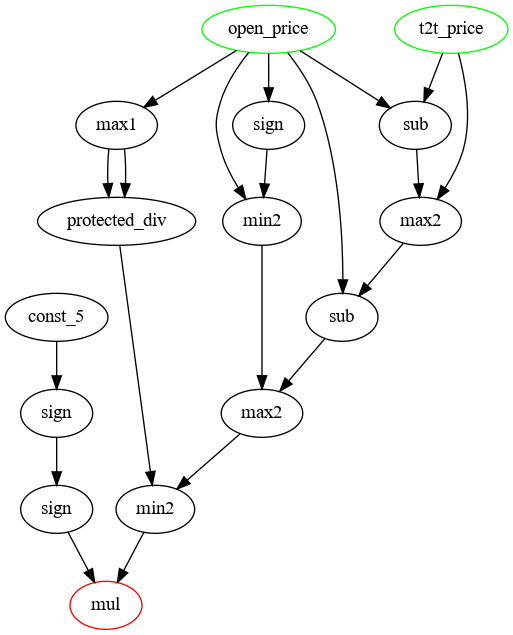 open_price
t2t_price
max1
sign
sub
protected_div
min2
max2
const_5
sub
sign
max2
sign
min2
mul